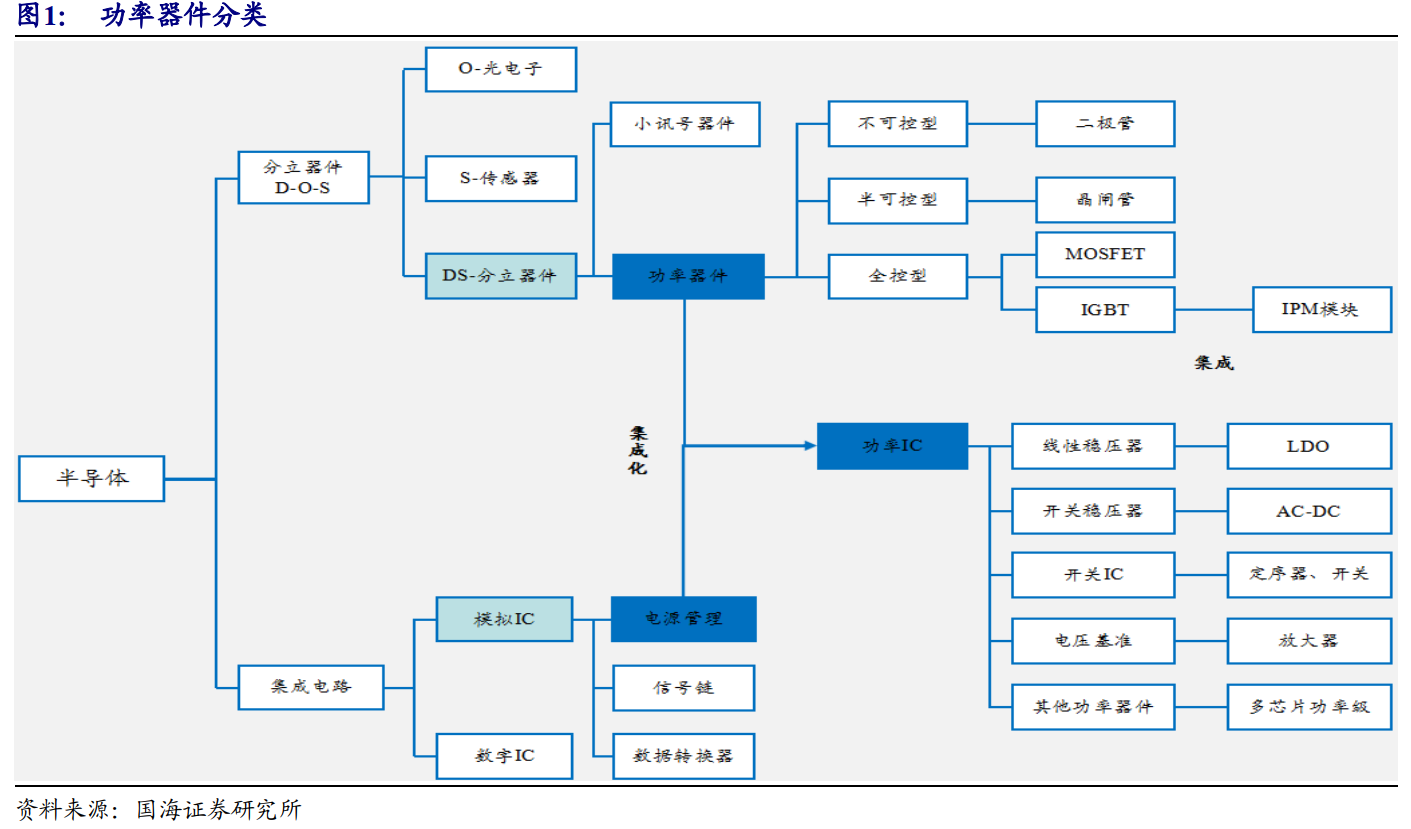 图1： 功率器件分类
O-光电子
小讯号器件
不可控型
二极管
分立器件
D-O-S
S-传感器
半可控型
晶闸管
DS-分立器件
功率器件
全控型
MOSFET
IGBT
IPM模块
集成
集
成
化
功率IC
线性稳压器
LDO
半导体
开关稳压器
AC-DC
开关IC
定序器、开关
模拟IC
电源管理
电压基准
放大器
集成电路
信号链
其他功率器件
多芯片功率级
数字IC
数据转换器
资料来源：国海证券研究所